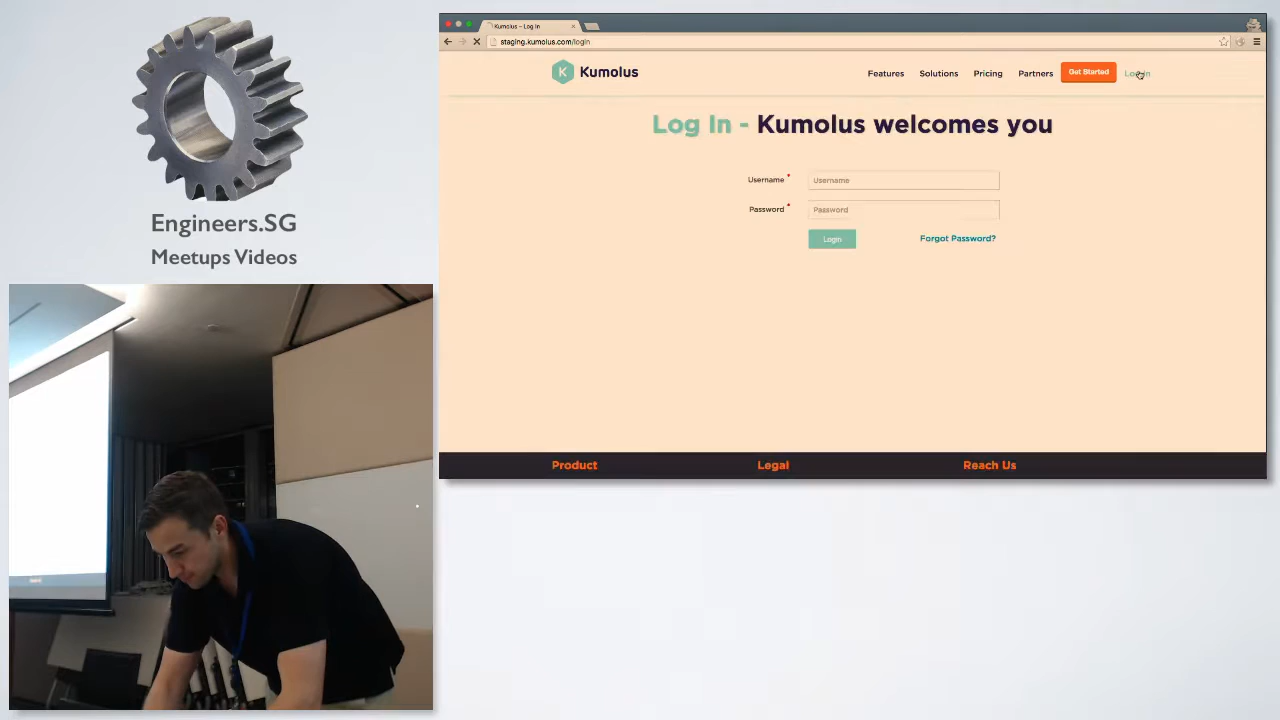 Engineers.SG
Meetups Videos
Kumolus – Log In
staging.kumolus.com/login
K Kumolus
Features Solutions Pricing Partners Get Started
Log In - Kumolus welcomes you
Username *
Username
Password *
Password
Login
Forgot Password?
Product Legal Reach Us